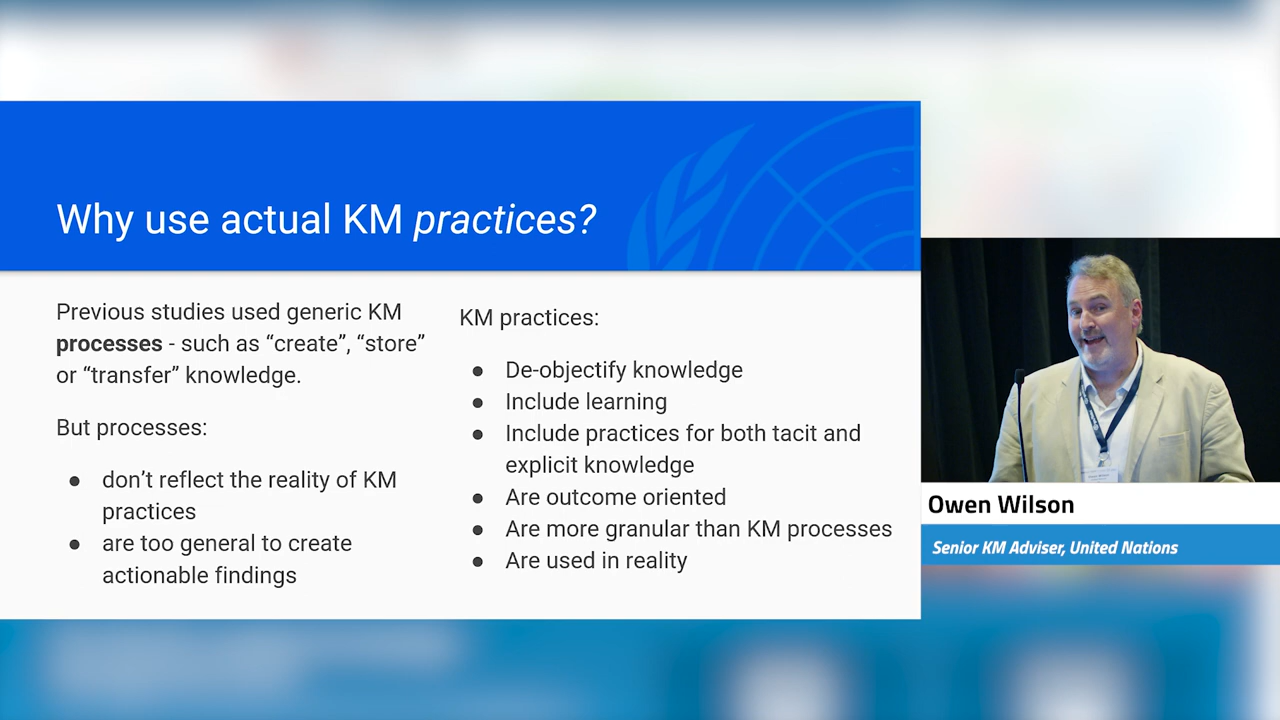 Why use actual KM practices?
Previous studies used generic KM
processes - such as “create”, “store”
or “transfer” knowledge.
But processes:
● don’t reflect the reality of KM
practices
● are too general to create
actionable findings
KM practices:
● De-objectify knowledge
● Include learning
● Include practices for both tacit and
explicit knowledge
● Are outcome oriented
● Are more granular than KM processes
● Are used in reality
Owen Wilson
Senior KM Adviser, United Nations